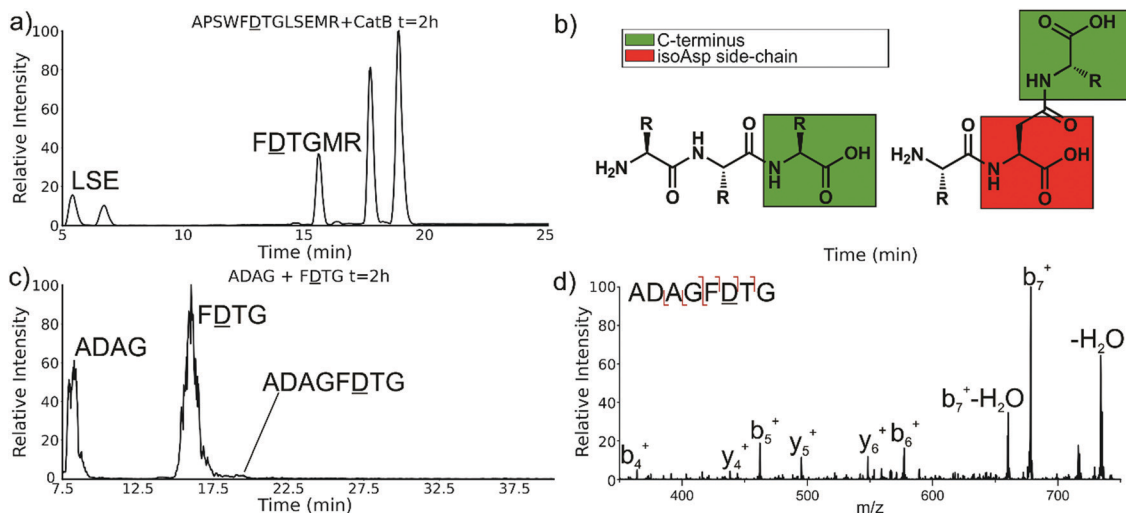 a)
APSWFDTGLSEMR+CatB t=2h
Relative Intensity
100
80
60
40
20
0
LSE
FDTGMR
5
10
15
20
25
Time (min)
b)
C-terminus
isoAsp side-chain
H₂N
R
O
H
N
R
O
N
H
R
O
OH
O
OH
R
HN
O
H₂N
R
O
N
H
O
OH
c)
ADAG + FDTG t=2h
Relative Intensity
100
80
60
40
20
0
ADAG
FDTG
ADAGFDTG
7.5
17.5
22.5
27.5
32.5
37.5
Time (min)
Time (min)
d)
ADAGFDTG
Relative Intensity
100
80
60
40
20
0
b₄⁺
y₄⁺
b₅⁺
y₅⁺
y₆⁺
b₆⁺
b₇⁺-H₂O
b₇⁺
-H₂O
400
500
600
700
m/z